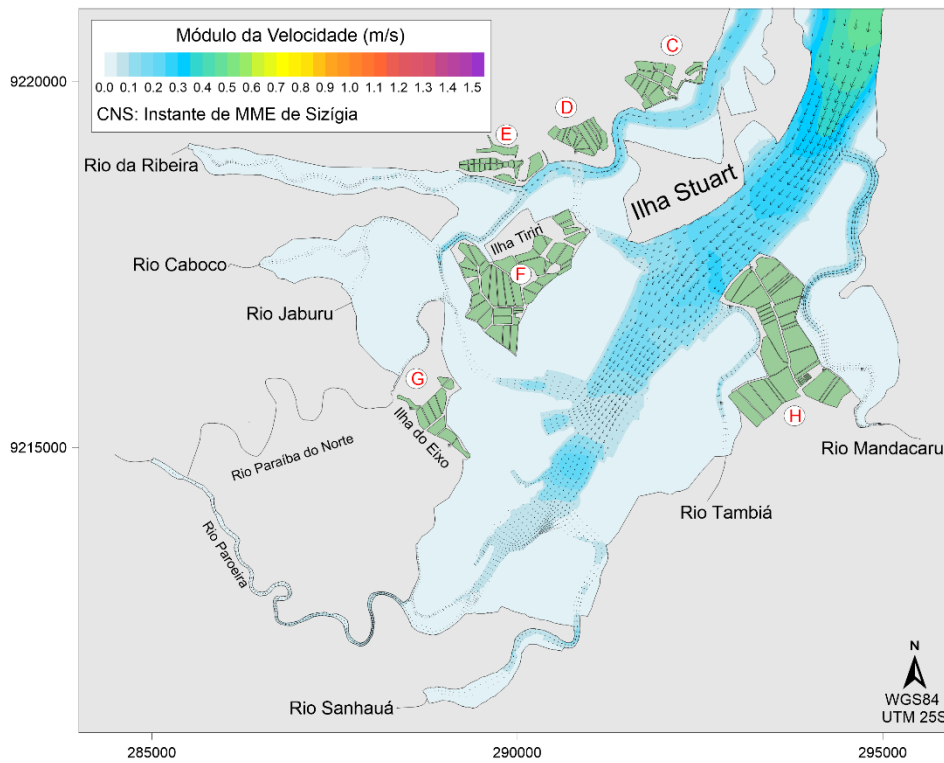 Módulo da Velocidade (m/s)
0.0 0.1 0.2 0.3 0.4 0.5 0.6 0.7 0.8 0.9 1.0 1.1 1.2 1.3 1.4 1.5
CNS: Instante de MME de Sizígia
9220000
C
D
E
Rio da Ribeira
Ilha Stuart
Ilha Tiriri
Rio Caboco
F
Rio Jaburu
G
Ilha do Eixo
H
9215000
Rio Paraíba do Norte
Rio Mandacaru
Rio Tambiá
Rio Paroeira
N
WGS84
UTM 25S
Rio Sanhauá
285000
290000
295000